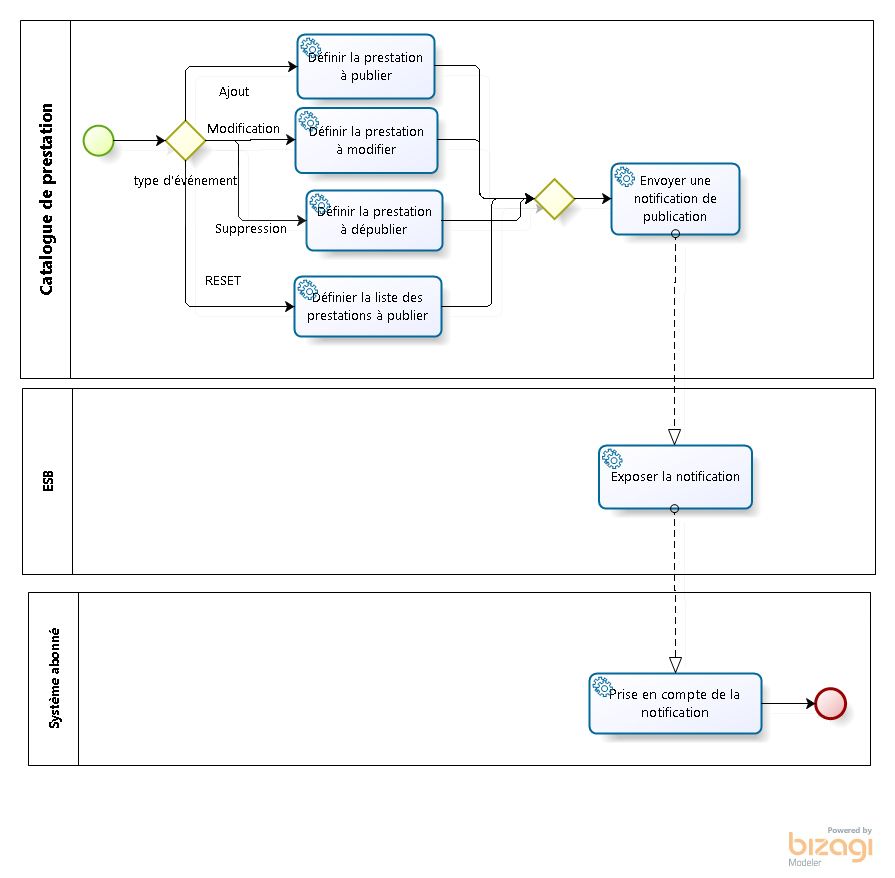 Catalogue de prestation
Définir la prestation
à publier
Ajout
Modification
Définir la prestation
à modifier
type d'événement
Définir la prestation
à dépublier
Suppression
RESET
Définier la liste des
prestations à publier
Envoyer une
notification de
publication
ESB
Exposer la notification
Système abonné
Prise en compte de la
notification
Powered by
bizagi
Modeler